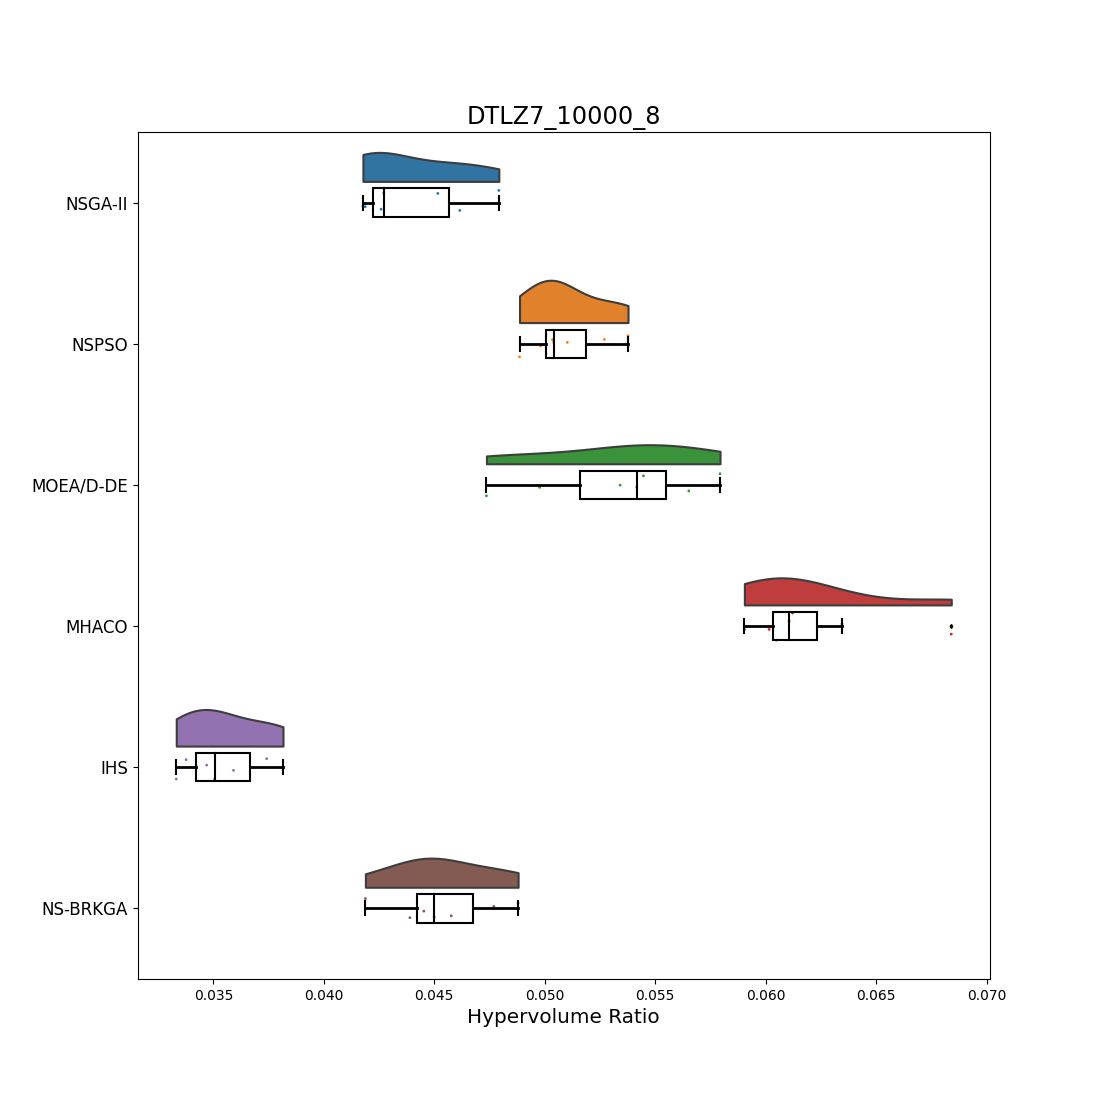 DTLZ7_10000_8
NSGA-II
NSPSO
MOEA/D-DE
MHACO
IHS
NS-BRKGA
0.035 0.040 0.045 0.050 0.055 0.060 0.065 0.070
Hypervolume Ratio